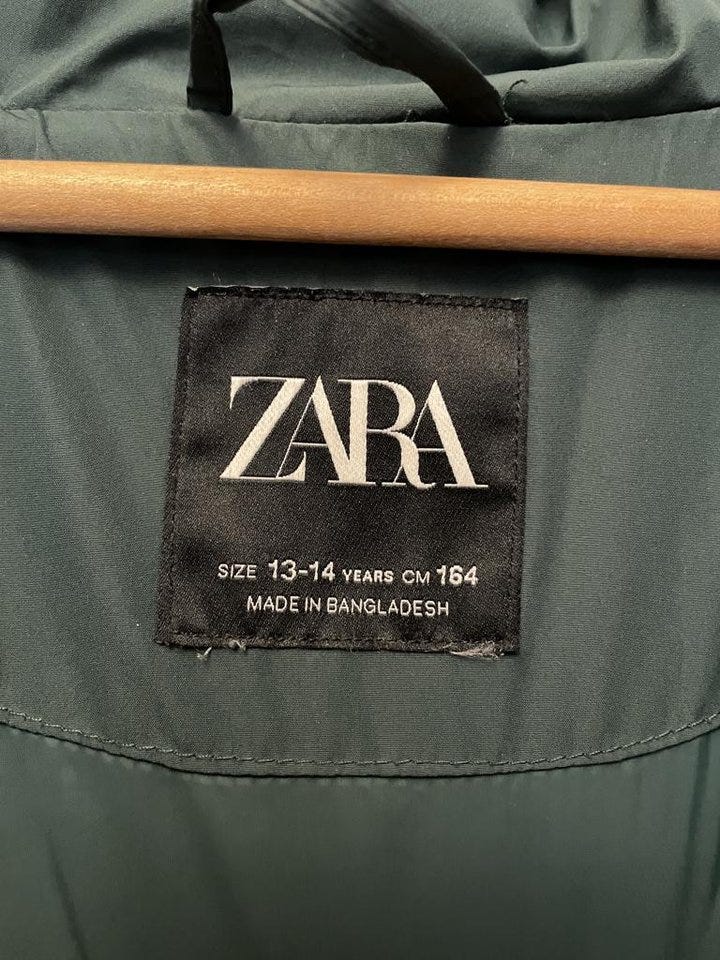 ZARA
SIZE 13-14 YEARS CM 164
MADE IN BANGLADESH